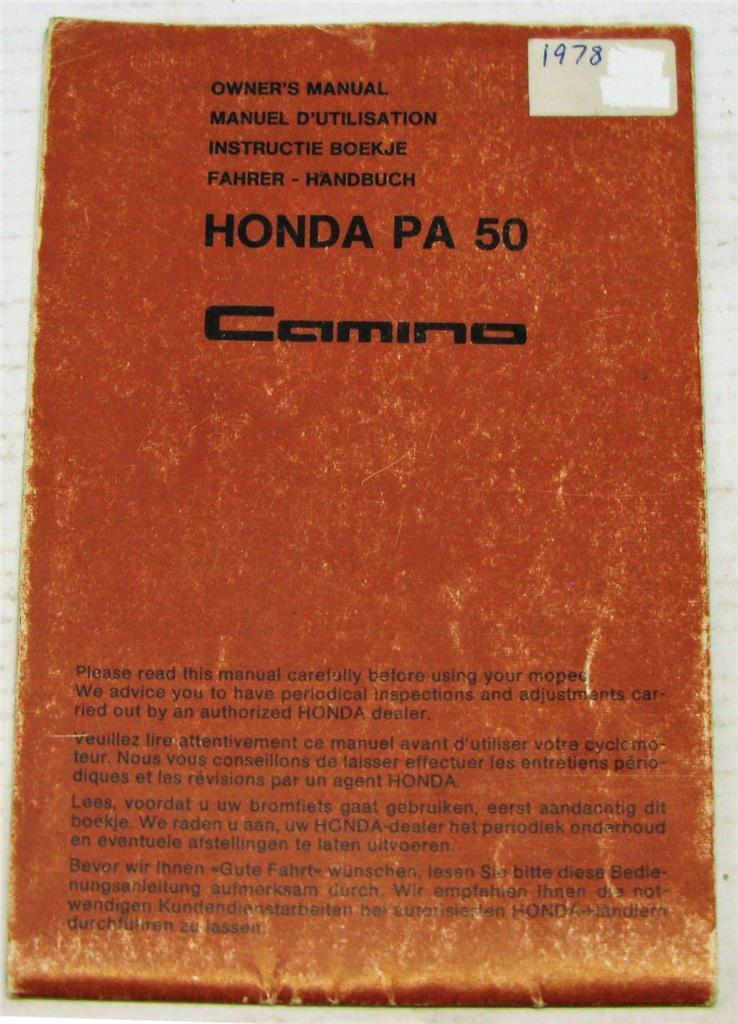 1978
OWNER'S MANUAL
MANUEL D'UTILISATION
INSTRUCTIE BOEKJE
FAHRER - HANDBUCH
HONDA PA 50
Camino
Please read this manual carefully before using your moped.
We advice you to have periodical inspections and adjustments car-
ried out by an authorized HONDA dealer.
Veuillez lire attentivement ce manuel avant d'utiliser votre cyclomo-
teur. Nous vous conseillons de laisser effectuer les entretiens pério-
diques et les révisions par un agent HONDA.
Lees, voordat u uw bromfiets gaat gebruiken, eerst aandachtig dit
boekje. We raden u aan, uw HONDA-dealer het periodiek onderhoud
en eventuele afstellingen te laten uitvoeren.
Bevor wir Ihnen «Gute Fahrt» wünschen, lesen Sie bitte diese Bedie-
nungsanleitung aufmerksam durch. Wir empfehlen Ihnen die not-
wendigen Kundendienstarbeiten bei autorisierten HONDA-Händlern
durchführen zu lassen.